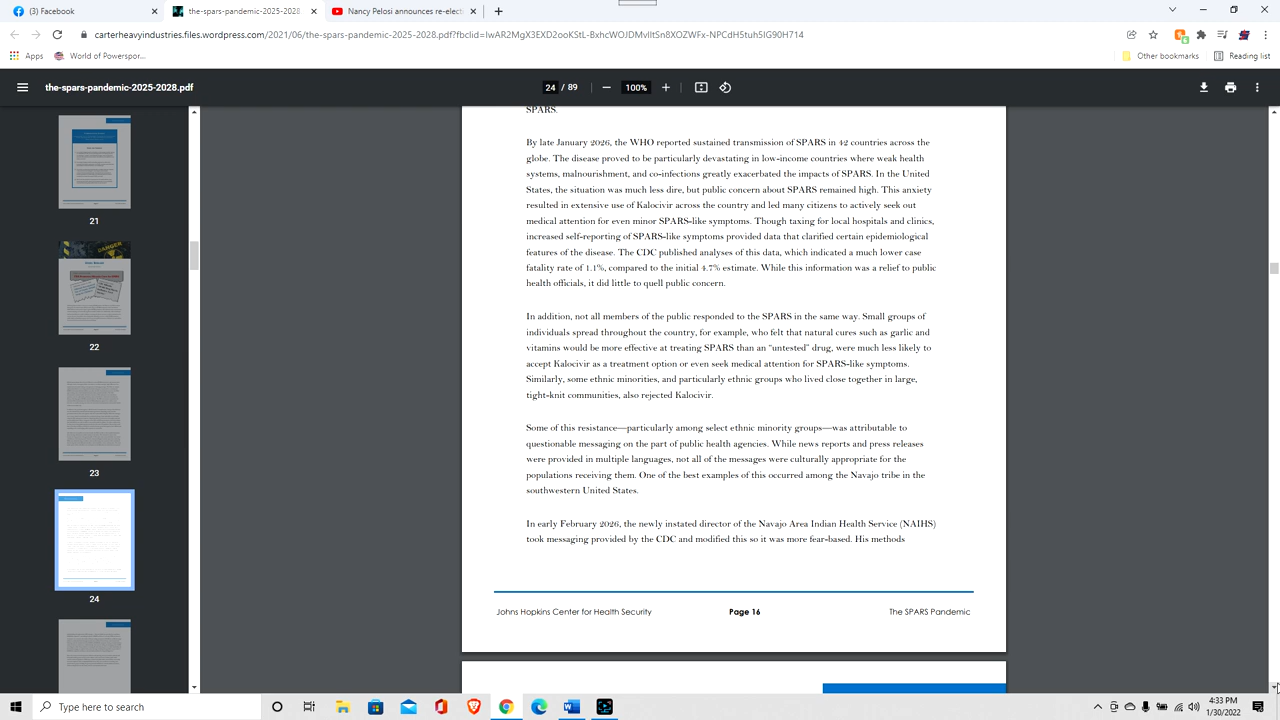 (3) Facebook
the-spars-pandemic-2025-2028-
Nancy Pelosi announces re-elect
carterheavyindustries.files.wordpress.com/2021/06/the-spars-pandemic-2025-2028.pdf?fbclid=
Apps
World of Powerspor...
Other bookmarks
Reading list
the-spars-pandemic-2025-2028.pdf
24 / 89
100%
21
22
23
24
SPARS.
By late January 2026, the WHO reported sustained transmission of SPARS in 42 countries across the
globe. The disease proved to be particularly devastating in low-income countries where weak health
systems, malnourishment, and co-infections greatly exacerbated the impacts of SPARS. In the United
States, the situation was much less dire, but public concern about SPARS remained high. This anxiety
resulted in extensive use of Kalocivir across the country and led many citizens to actively seek out
medical attention for even minor SPARS-like symptoms. Though taxing for local hospitals and clinics,
increased self-reporting of SPARS-like symptoms provided data that clarified certain epidemiological
features of the disease. The CDC published analyses of this data, which indicated a much lower case
fatality rate of 1.1%, compared to the initial 4.7% estimate. While this information was a relief to public
health officials, it did little to quell public concern.
In addition, not all members of the public responded to the SPARS in the same way. Small groups of
individuals spread throughout the country, for example, who felt that natural cures such as garlic and
vitamins would be more effective at treating SPARS than an “untested” drug, were much less likely to
accept Kalocivir as a treatment option or even seek medical attention for SPARS-like symptoms.
Similarly, some ethnic minorities, and particularly ethnic groups who lived close together in large,
tight-knit communities, also rejected Kalocivir.
Some of this resistance—particularly among select ethnic minority groups—was attributable to
questionable messaging on the part of public health agencies. While news reports and press releases
were provided in multiple languages, not all of the messages were culturally appropriate for the
populations receiving them. One of the best examples of this occurred among the Navajo tribe in the
southwestern United States.
In early February 2026, the newly instated director of the Navajo Area Indian Health Service (NAIHS)
took messaging provided by the CDC and modified this so it was more fear-based. His methods
Johns Hopkins Center for Health Security
Page 16
The SPARS Pandemic
Type here to search
4:33 PM
1/30/2022